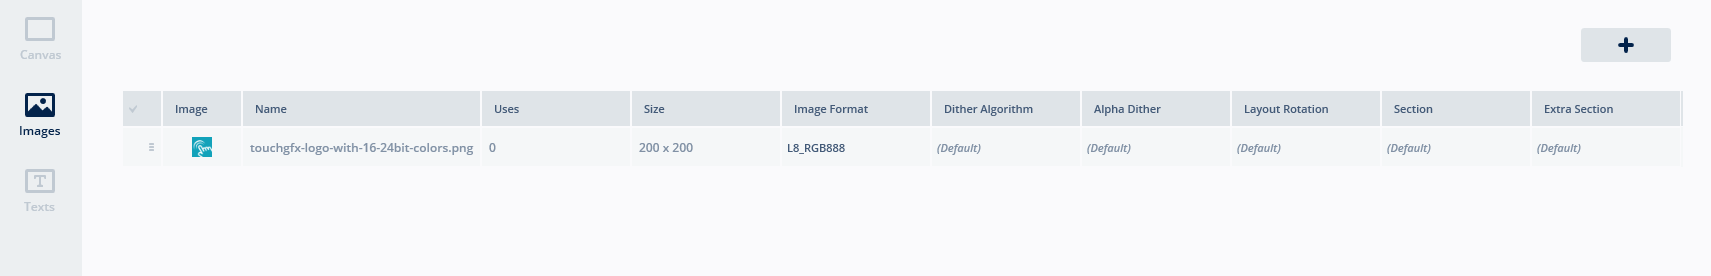 Canvas
Images
Texts
Image Name Uses Size Image Format Dither Algorithm Alpha Dither Layout Rotation Section Extra Section
touchgfx-logo-with-16-24bit-colors.png 0 200 x 200 L8_RGB888 (Default) (Default) (Default) (Default) (Default)